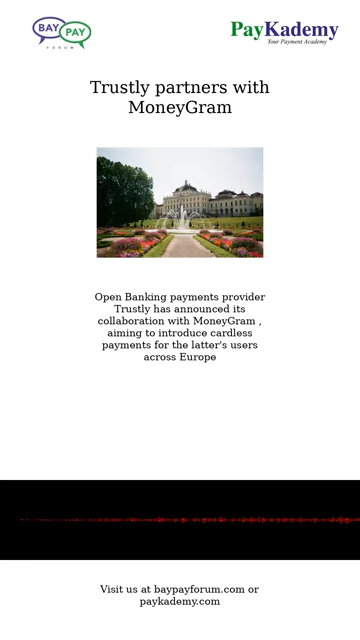 BAY
PAY
FORUM
PayKademy
Your Payment Academy
Trustly partners with
MoneyGram
Open Banking payments provider
Trustly has announced its
collaboration with MoneyGram ,
aiming to introduce cardless
payments for the latter's users
across Europe
Visit us at baypayforum.com or
paykademy.com